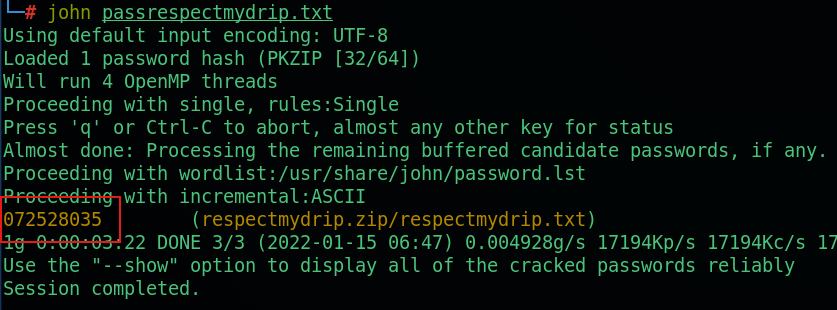 └─# john passrespectmydrip.txt
Using default input encoding: UTF-8
Loaded 1 password hash (PKZIP [32/64])
Will run 4 OpenMP threads
Proceeding with single, rules:Single
Press 'q' or Ctrl-C to abort, almost any other key for status
Almost done: Processing the remaining buffered candidate passwords, if any.
Proceeding with wordlist:/usr/share/john/password.lst
Proceeding with incremental:ASCII
072528035        (respectmydrip.zip/respectmydrip.txt)
1g 0:00:03:22 DONE 3/3 (2022-01-15 06:47) 0.004928g/s 17194Kp/s 17194Kc/s 17
Use the "--show" option to display all of the cracked passwords reliably
Session completed.